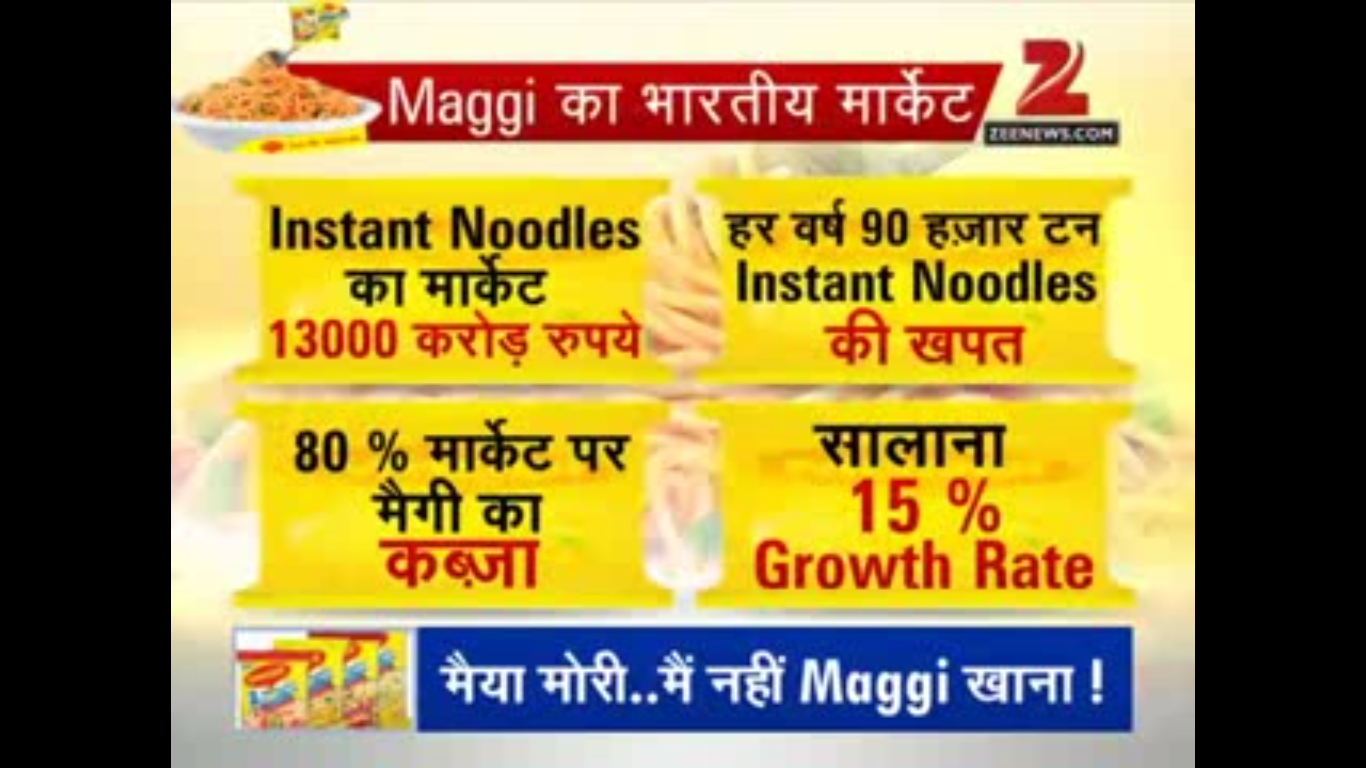 Maggi का भारतीय मार्केट
ZEENEWS.COM
Instant Noodles
का मार्केट
13000 करोड़ रुपये
हर वर्ष 90 हज़ार टन
Instant Noodles
की खपत
80 % मार्केट पर
मैगी का
कब्ज़ा
सालाना
15 %
Growth Rate
मैया मोरी..मैं नहीं Maggi खाना !